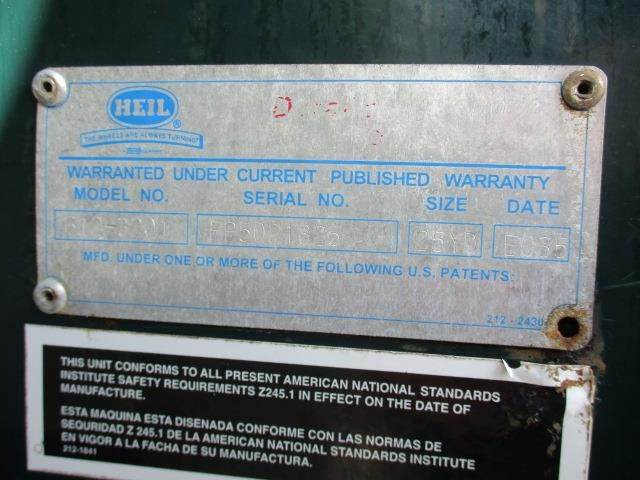 HEIL
®
THE WHEELS ARE ALWAYS TURNING
WARRANTED UNDER CURRENT PUBLISHED WARRANTY
MODEL NO. SERIAL NO. SIZE DATE
25YD
MFD. UNDER ONE OR MORE OF THE FOLLOWING U.S. PATENTS:
212 - 2430
THIS UNIT CONFORMS TO ALL PRESENT AMERICAN NATIONAL STANDARDS
INSTITUTE SAFETY REQUIREMENTS Z245.1 IN EFFECT ON THE DATE OF
MANUFACTURE.
ESTA MAQUINA ESTA DISENADA CONFORME CON LAS NORMAS DE
SEQURIDAD Z 245.1 DE LA AMERICAN NATIONAL STANDARDS INSTITUTE
EN VIGOR A LA FACHA DE SU MANUFACTURA.
212-1841